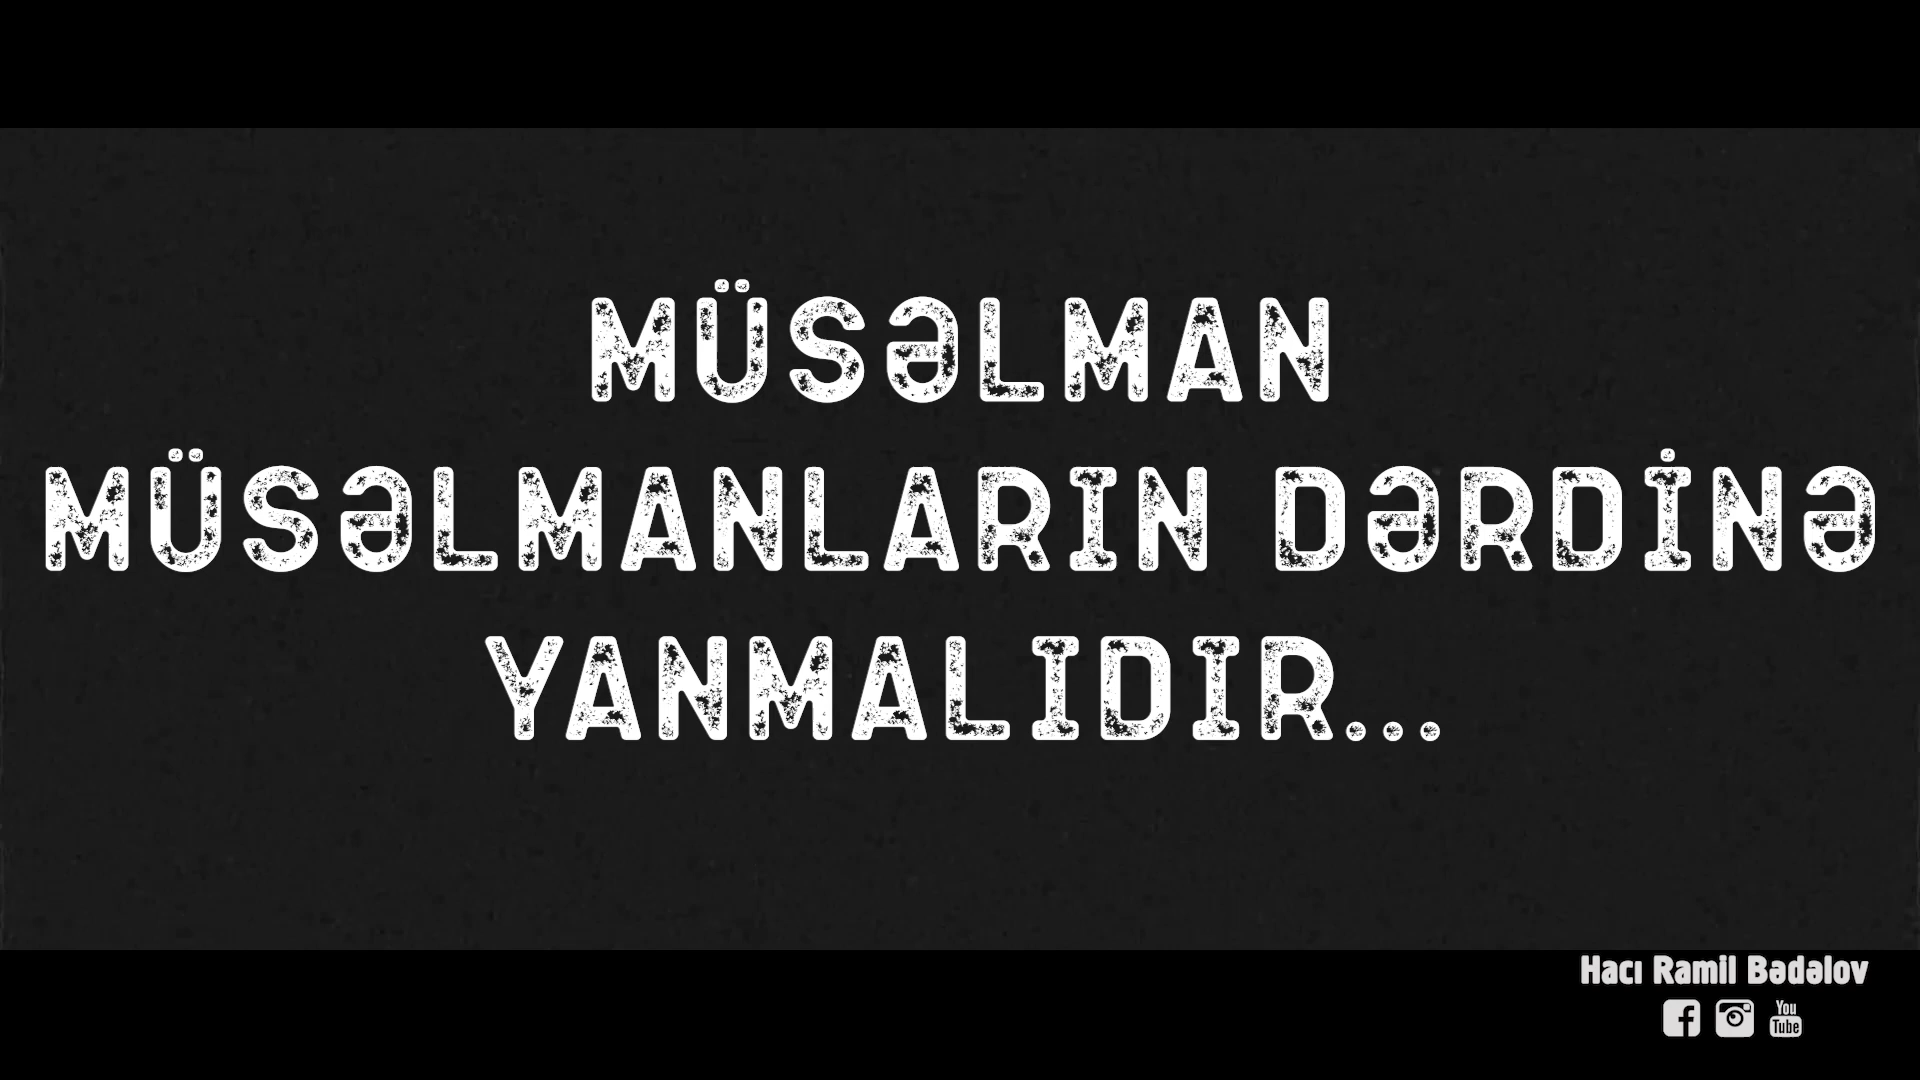 MÜSƏLMAN
MÜSƏLMANLARIN DƏRDİNƏ
YANMALIDIR...
Hacı Ramil Bədəlov
You
Tube